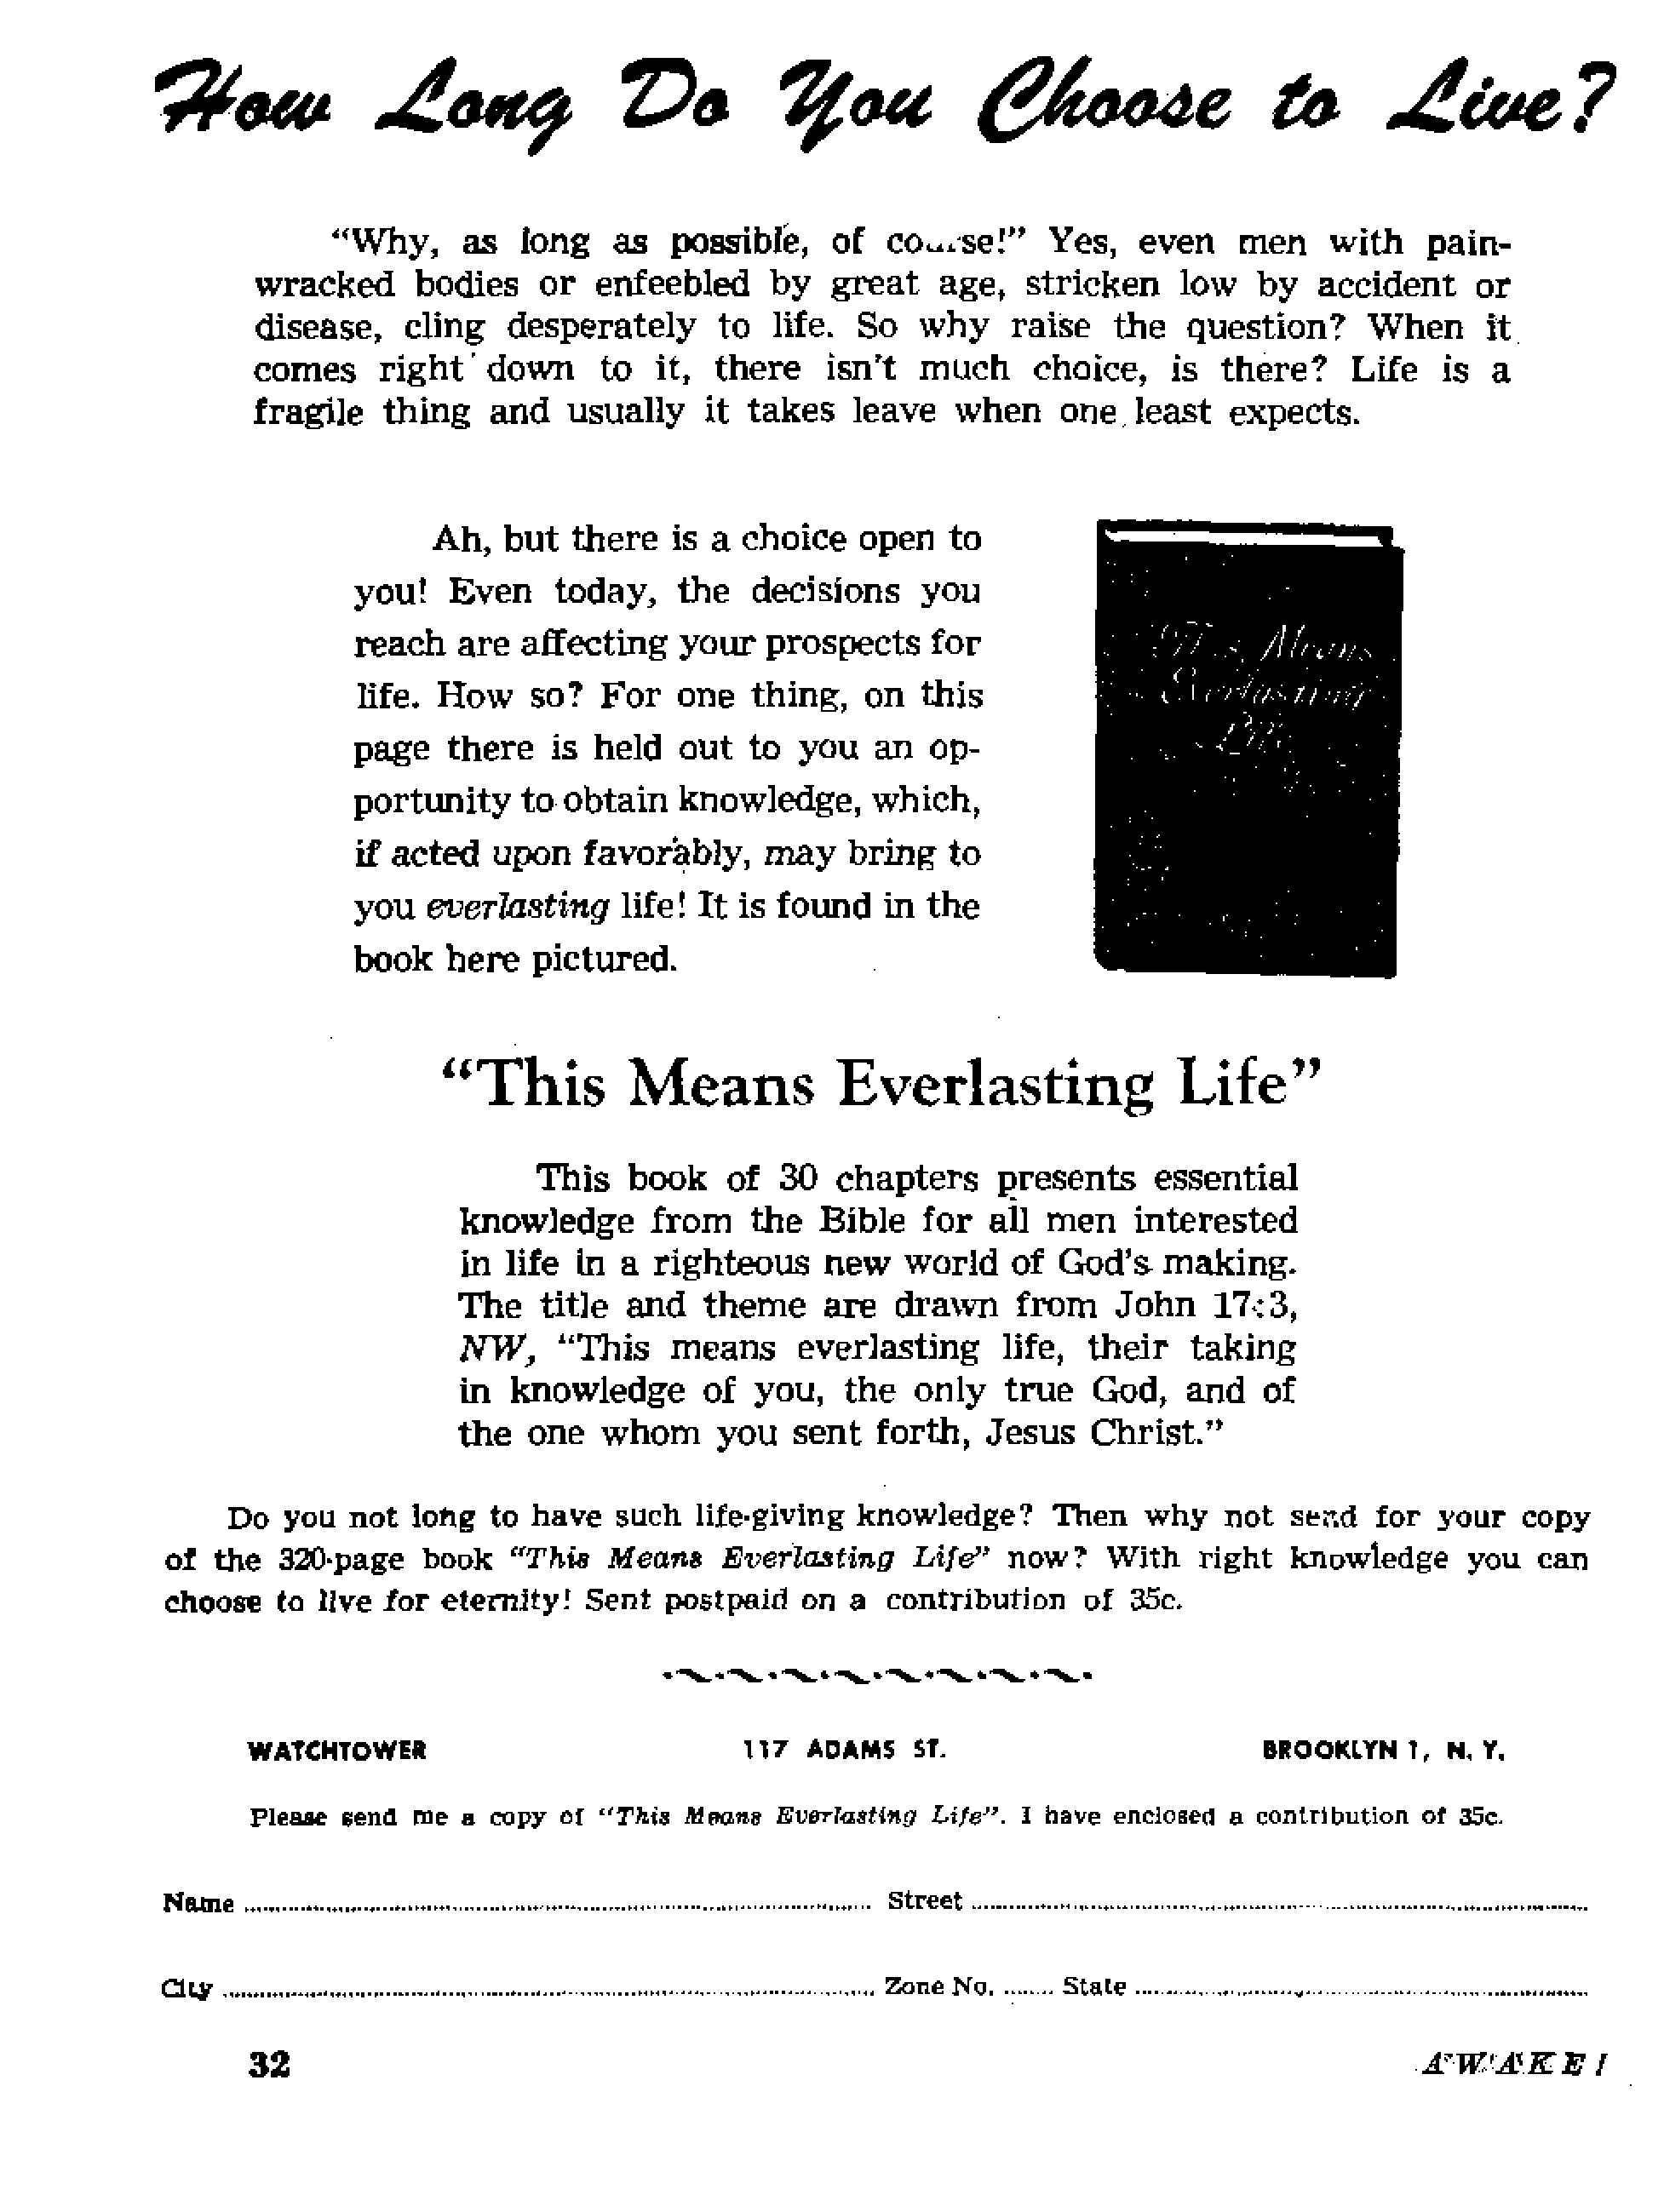 How Long Do You Choose to Live?
"Why, as long as possible, of course!" Yes, even men with pain-
wracked bodies or enfeebled by great age, stricken low by accident or
disease, cling desperately to life. So why raise the question? When it
comes right down to it, there isn't much choice, is there? Life is a
fragile thing and usually it takes leave when one least expects.
Ah, but there is a choice open to
you! Even today, the decisions you
reach are affecting your prospects for
life. How so? For one thing, on this
page there is held out to you an op-
portunity to obtain knowledge, which,
if acted upon favorably, may bring to
you everlasting life! It is found in the
book here pictured.
This Means
Everlasting
Life
"This Means Everlasting Life"
This book of 30 chapters presents essential
knowledge from the Bible for all men interested
in life in a righteous new world of God's making.
The title and theme are drawn from John 17:3,
NW, "This means everlasting life, their taking
in knowledge of you, the only true God, and of
the one whom you sent forth, Jesus Christ."
Do you not long to have such life-giving knowledge? Then why not send for your copy
of the 320-page book "This Means Everlasting Life" now? With right knowledge you can
choose to live for eternity! Sent postpaid on a contribution of 35c.
WATCHTOWER 117 ADAMS ST. BROOKLYN 1, N. Y.
Please send me a copy of "This Means Everlasting Life". I have enclosed a contribution of 35c.
Name ........ Street ........
City ........ Zone No. ........ State ........
32 AWAKE!